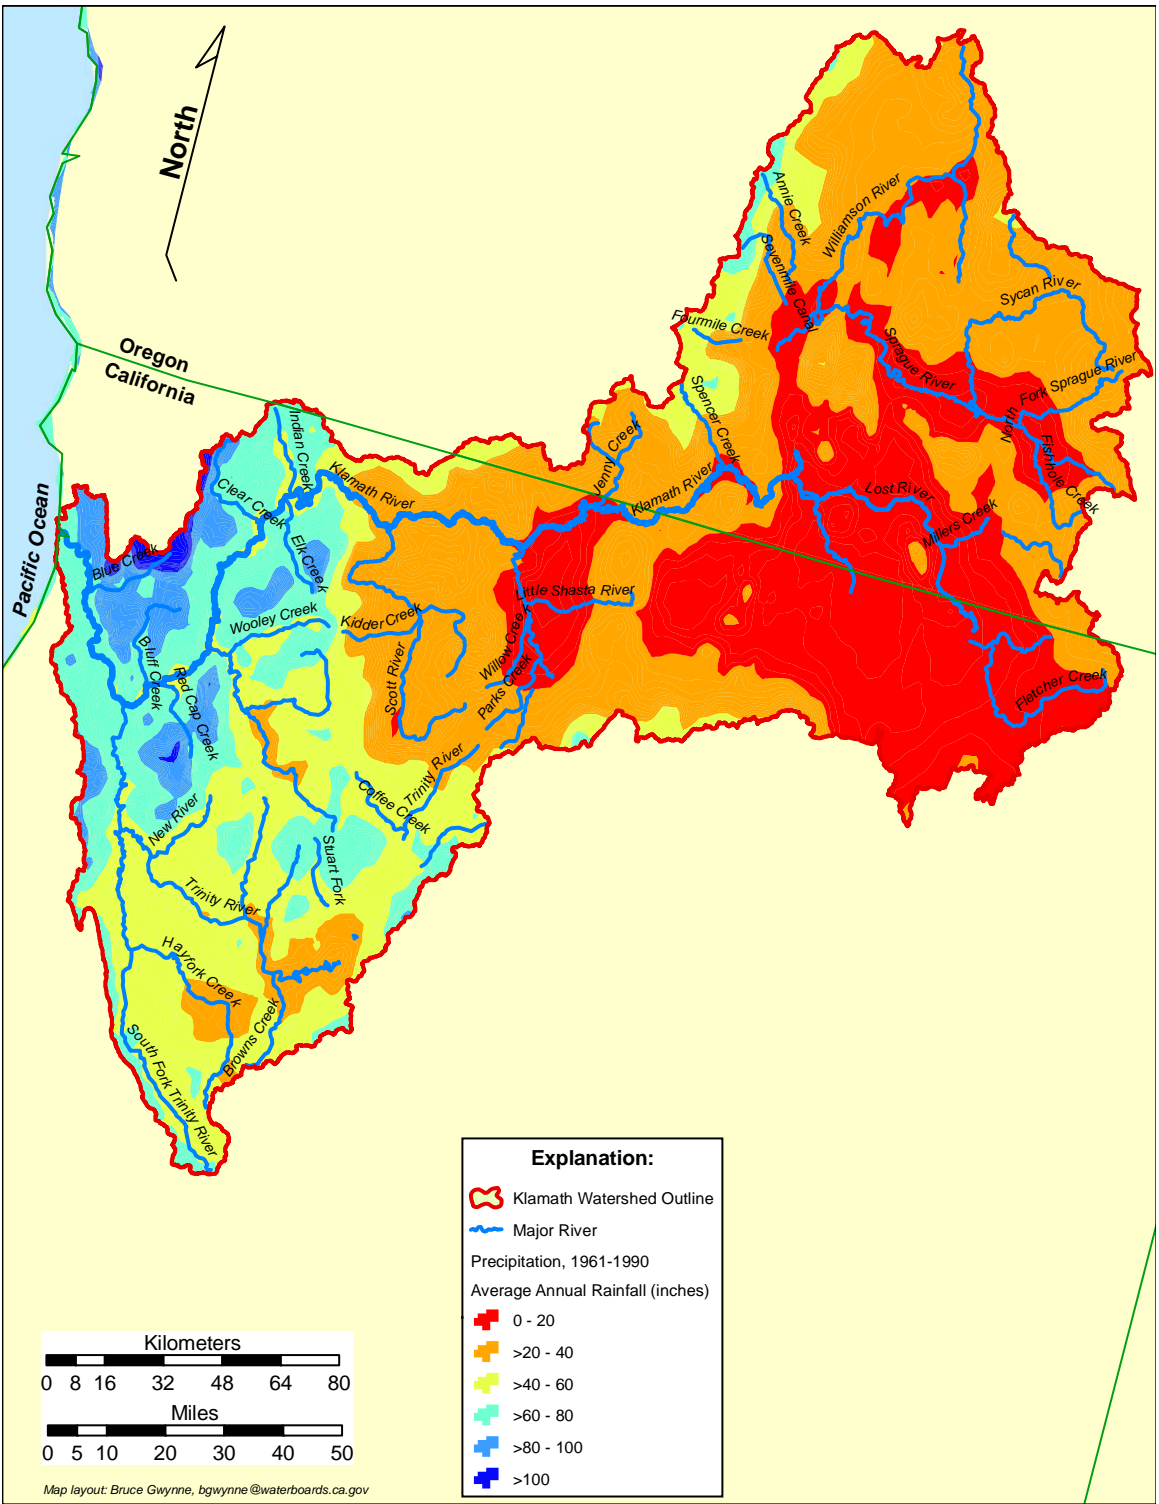 North
Oregon
California
Pacific Ocean
Annie Creek
Williamson River
Sevenmile Canal
Sycan River
Fourmile Creek
Sprague River
North Fork Sprague River
Fishhole Creek
Spencer Creek
Jenny Creek
Klamath River
Lost River
Millers Creek
Indian Creek
Klamath River
Clear Creek
Elk Creek
Blue Creek
Little Shasta River
Wooley Creek
Kidder Creek
Willow Creek
Bluff Creek
Red Cap Creek
Scott River
Parks Creek
Fletcher Creek
Trinity River
Coffee Creek
New River
Stuart Fork
Trinity River
Hayfork Creek
Browns Creek
South Fork Trinity River
Explanation:
Klamath Watershed Outline
Major River
Precipitation, 1961-1990
Average Annual Rainfall (inches)
0 - 20
>20 - 40
>40 - 60
>60 - 80
>80 - 100
>100
Kilometers
0 8 16 32 48 64 80
Miles
0 5 10 20 30 40 50
Map layout: Bruce Gwynne, bgwynne@waterboards.ca.gov